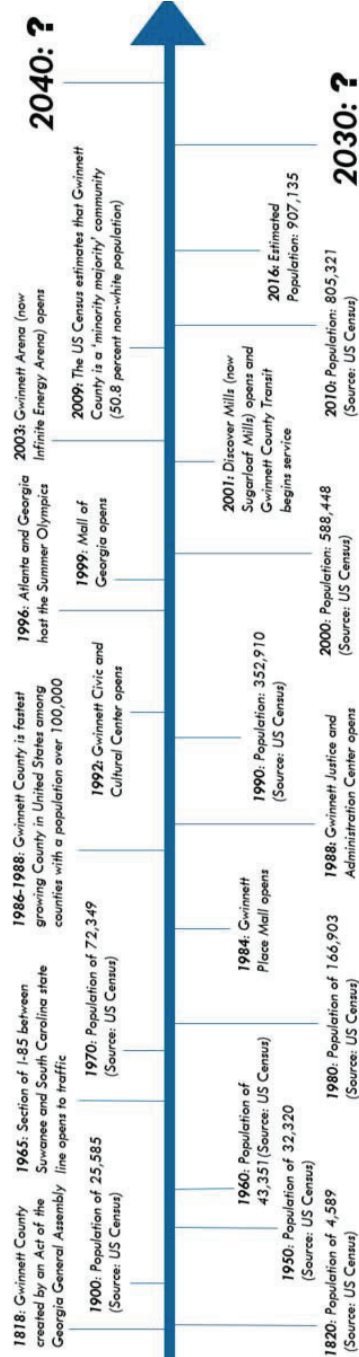 1818: Gwinnett County
created by an Act of the
Georgia General Assembly
1900: Population of 25,585
(Source: US Census)
1965: Section of I-85 between
Suwanee and South Carolina state
line opens to traffic
1970: Population of 72,349
(Source: US Census)
1986-1988: Gwinnett County is fastest
growing County in United States among
counties with a population over 100,000
1992: Gwinnett Civic and
Cultural Center opens
1996: Atlanta and Georgia
host the Summer Olympics
1999: Mall of
Georgia opens
2003: Gwinnett Arena (now
Infinite Energy Arena) opens
2009: The US Census estimates that Gwinnett
County is a 'minority majority' community
(50.8 percent non-white population)
2040: ?
1820: Population of 4,589
(Source: US Census)
1950: Population of 32,320
(Source: US Census)
1960: Population of
43,351(Source: US Census)
1980: Population of 166,903
(Source: US Census)
1984: Gwinnett
Place Mall opens
1988: Gwinnett Justice and
Administration Center opens
1990: Population: 352,910
(Source: US Census)
2000: Population: 588,448
(Source: US Census)
2001: Discover Mills (now
Sugarloaf Mills) opens and
Gwinnett County Transit
begins service
2010: Population: 805,321
(Source: US Census)
2016: Estimated
Population: 907,135
2030: ?